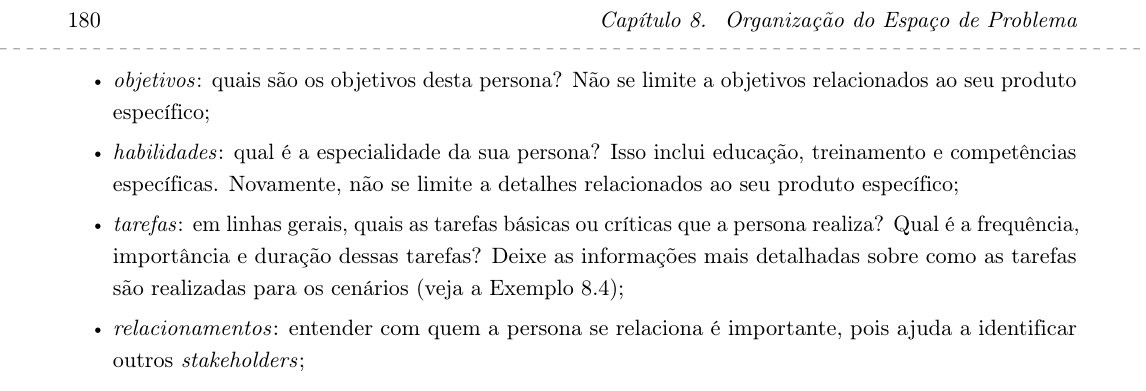 180 Capítulo 8. Organização do Espaço de Problema
• objetivos: quais são os objetivos desta persona? Não se limite a objetivos relacionados ao seu produto
específico;
• habilidades: qual é a especialidade da sua persona? Isso inclui educação, treinamento e competências
específicas. Novamente, não se limite a detalhes relacionados ao seu produto específico;
• tarefas: em linhas gerais, quais as tarefas básicas ou críticas que a persona realiza? Qual é a frequência,
importância e duração dessas tarefas? Deixe as informações mais detalhadas sobre como as tarefas
são realizadas para os cenários (veja a Exemplo 8.4);
• relacionamentos: entender com quem a persona se relaciona é importante, pois ajuda a identificar
outros stakeholders;